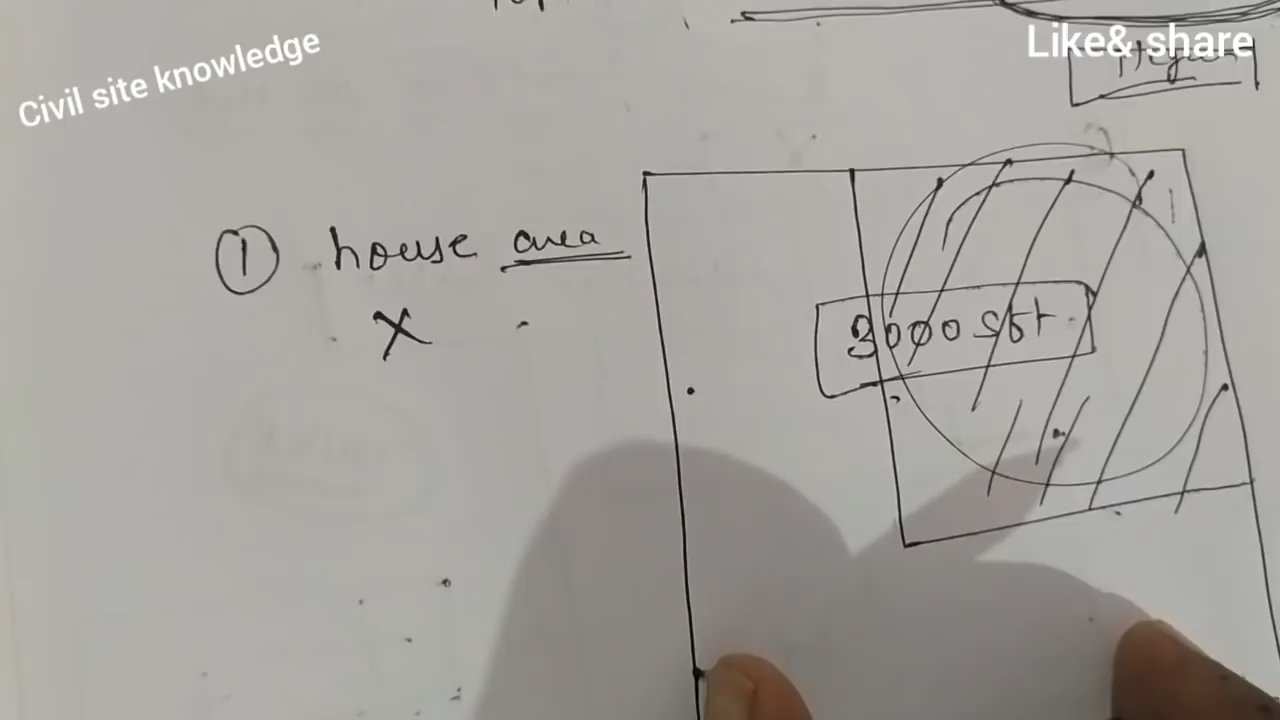 Like& share
Civil site knowledge
① house area
X
3000 Sft.